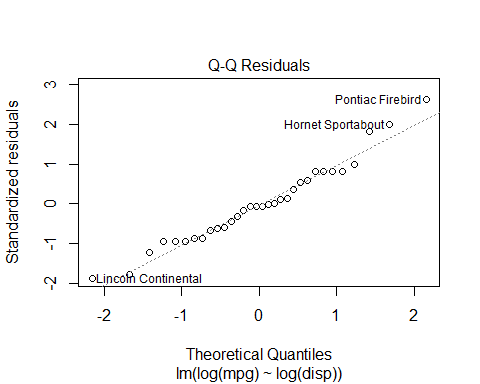 Q-Q Residuals
Pontiac Firebird
Hornet Sportabout
Lincoln Continental
Standardized residuals
3
2
1
0
-1
-2
-2
-1
0
1
2
Theoretical Quantiles
lm(log(mpg) ~ log(disp))